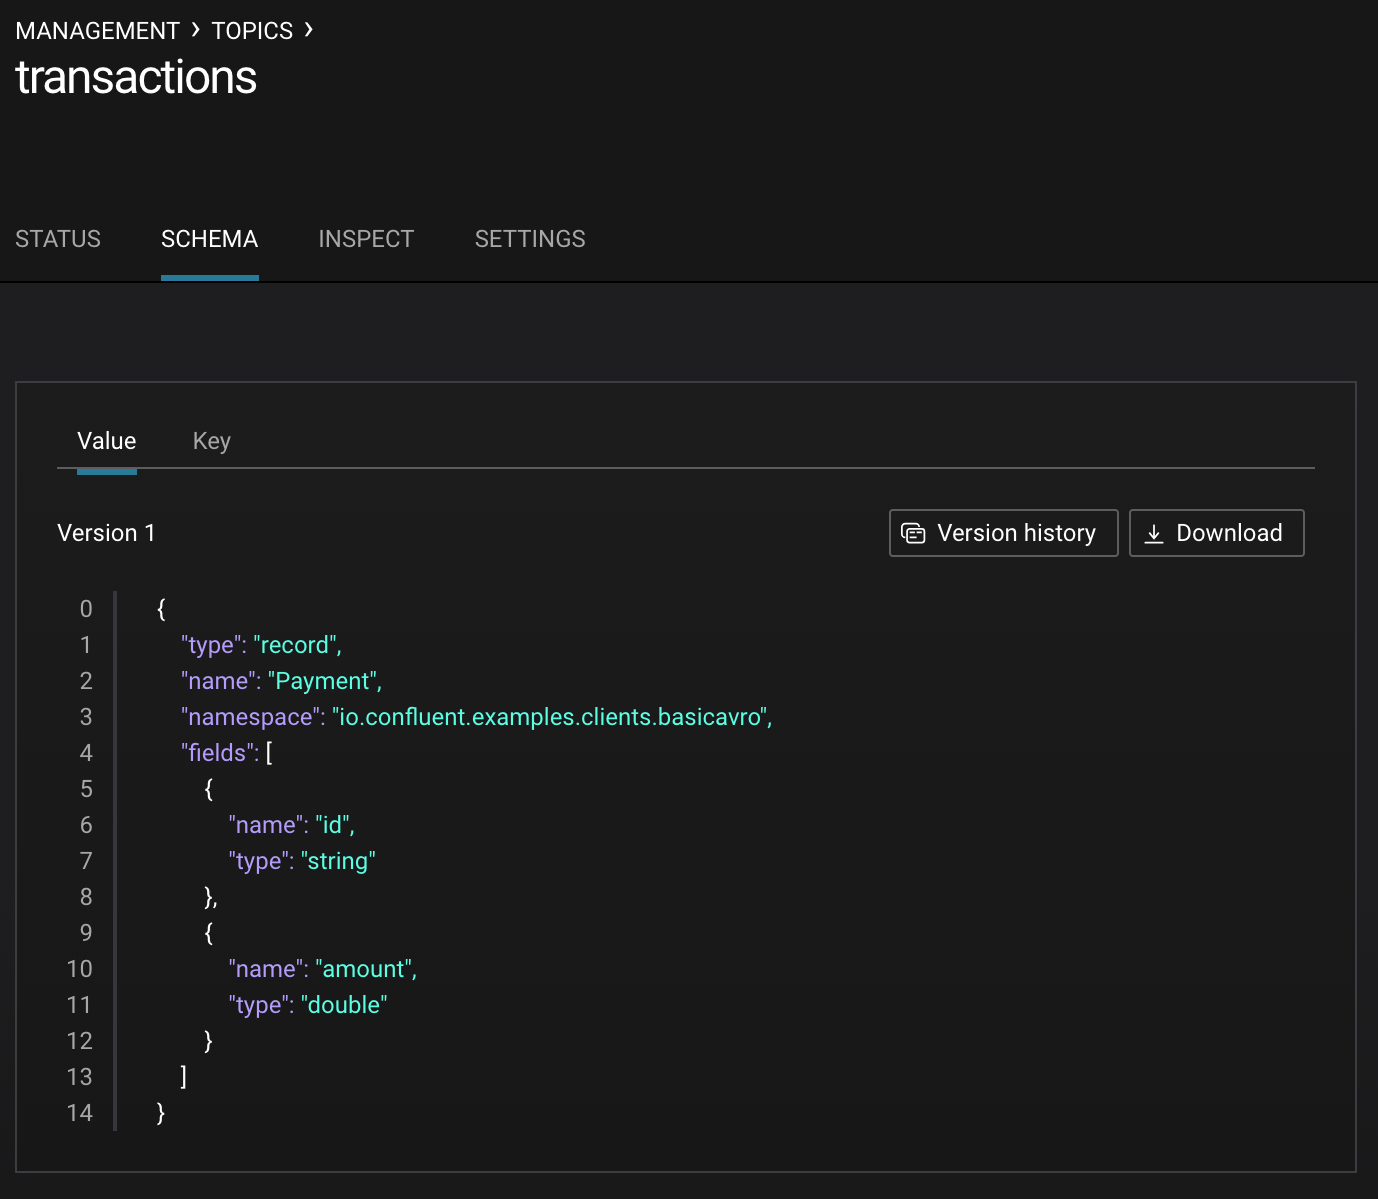 MANAGEMENT > TOPICS >
transactions
STATUS SCHEMA INSPECT SETTINGS
Value Key
Version 1 Version history Download
0 {
1 "type": "record",
2 "name": "Payment",
3 "namespace": "io.confluent.examples.clients.basicavro",
4 "fields": [
5 {
6 "name": "id",
7 "type": "string"
8 },
9 {
10 "name": "amount",
11 "type": "double"
12 }
13 ]
14 }